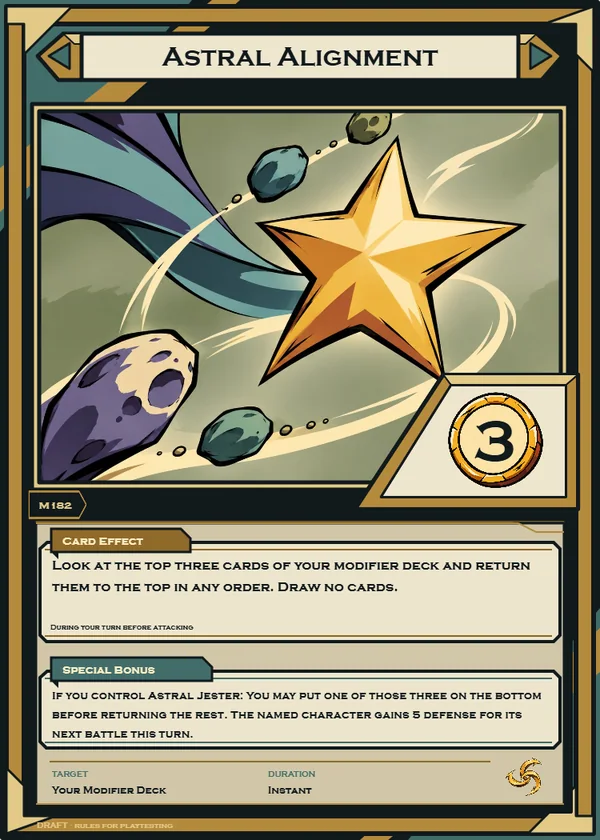 Astral Alignment
3
M182
Card Effect
Look at the top three cards of your modifier deck and return
them to the top in any order. Draw no cards.
During your turn before attacking
Special Bonus
If you control Astral Jester: You may put one of those three on the bottom
before returning the rest. The named character gains 5 defense for its
next battle this turn.
Target
Duration
Your Modifier Deck
Instant
DRAFT · Rules for playtesting